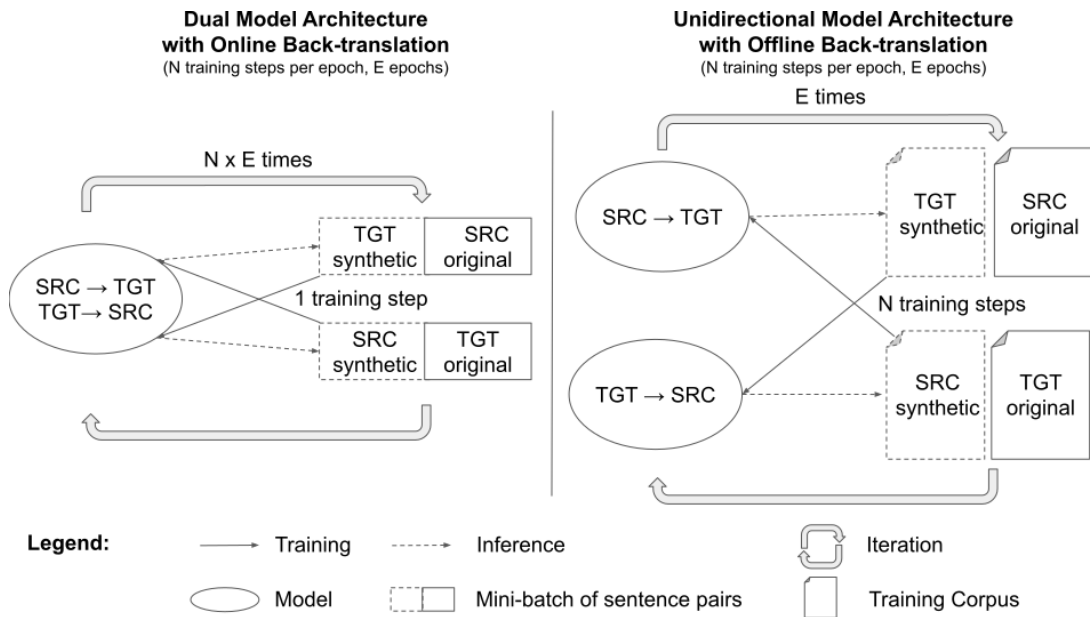 Dual Model Architecture
with Online Back-translation
(N training steps per epoch, E epochs)
N x E times
SRC → TGT
TGT→ SRC
TGT
synthetic
SRC
original
1 training step
SRC
synthetic
TGT
original
Unidirectional Model Architecture
with Offline Back-translation
(N training steps per epoch, E epochs)
E times
SRC → TGT
TGT
synthetic
SRC
original
N training steps
TGT → SRC
SRC
synthetic
TGT
original
Legend:
Training
Inference
Iteration
Model
Mini-batch of sentence pairs
Training Corpus